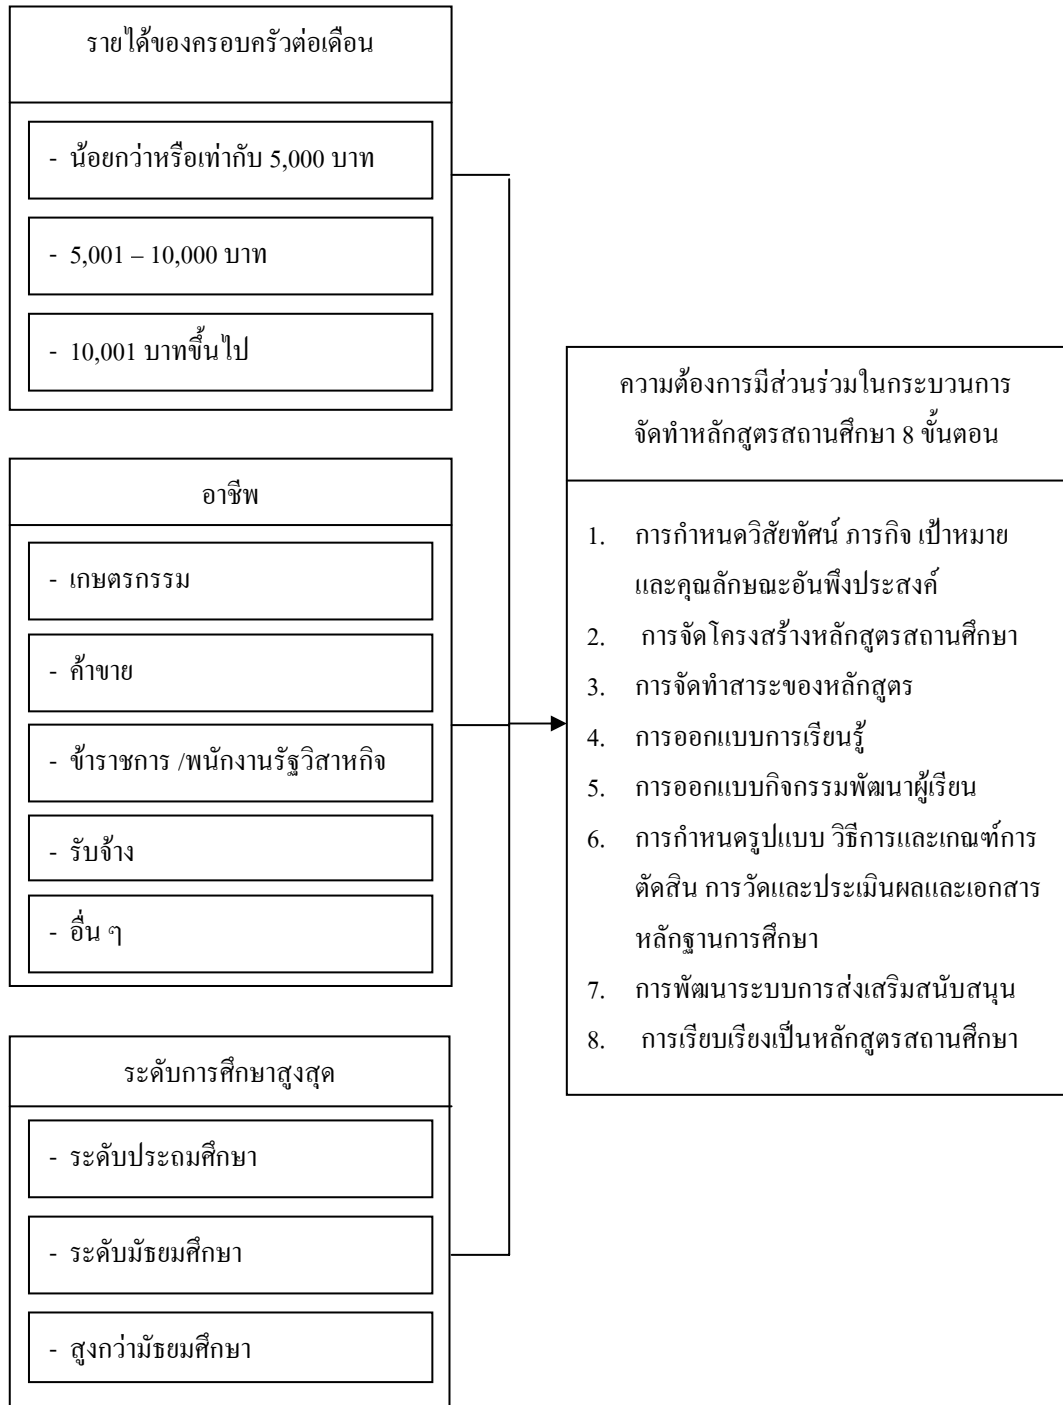 รายได้ของครอบครัวต่อเดือน
- น้อยกว่าหรือเท่ากับ 5,000 บาท
- 5,001 – 10,000 บาท
- 10,001 บาทขึ้นไป
อาชีพ
- เกษตรกรรม
- ค้าขาย
- ข้าราชการ /พนักงานรัฐวิสาหกิจ
- รับจ้าง
- อื่น ๆ
ระดับการศึกษาสูงสุด
- ระดับประถมศึกษา
- ระดับมัธยมศึกษา
- สูงกว่ามัธยมศึกษา
ความต้องการมีส่วนร่วมในกระบวนการ
จัดทำหลักสูตรสถานศึกษา 8 ขั้นตอน
1. การกำหนดวิสัยทัศน์ ภารกิจ เป้าหมาย
และคุณลักษณะอันพึงประสงค์
2. การจัดโครงสร้างหลักสูตรสถานศึกษา
3. การจัดทำสาระของหลักสูตร
4. การออกแบบการเรียนรู้
5. การออกแบบกิจกรรมพัฒนาผู้เรียน
6. การกำหนดรูปแบบ วิธีการและเกณฑ์การ
ตัดสิน การวัดและประเมินผลและเอกสาร
หลักฐานการศึกษา
7. การพัฒนาระบบการส่งเสริมสนับสนุน
8. การเรียบเรียงเป็นหลักสูตรสถานศึกษา